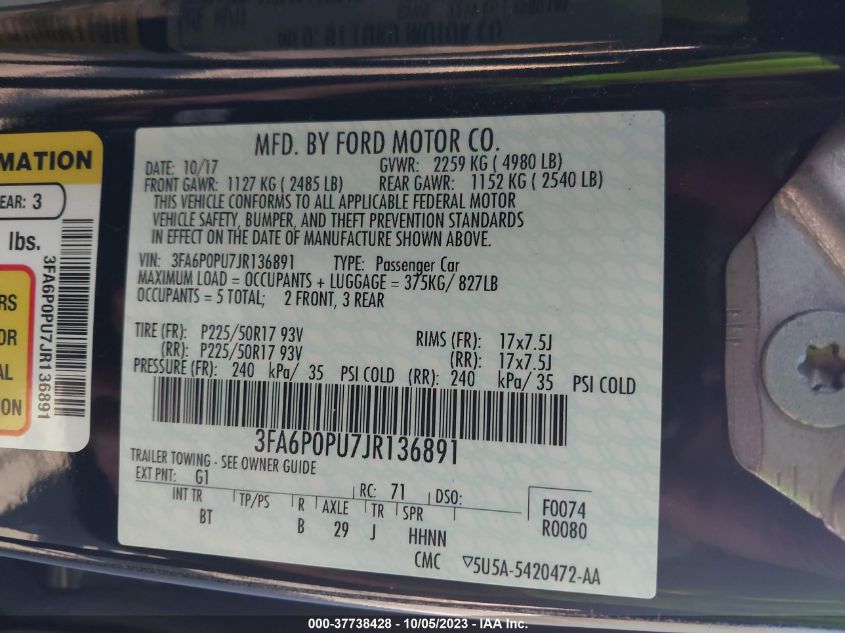 MFD. BY FORD MOTOR CO.
DATE: 10/17 GVWR: 2259 KG ( 4980 LB)
FRONT GAWR: 1127 KG ( 2485 LB) REAR GAWR: 1152 KG ( 2540 LB)
THIS VEHICLE CONFORMS TO ALL APPLICABLE FEDERAL MOTOR
VEHICLE SAFETY, BUMPER, AND THEFT PREVENTION STANDARDS
IN EFFECT ON THE DATE OF MANUFACTURE SHOWN ABOVE.
VIN: 3FA6P0PU7JR136891 TYPE: Passenger Car
MAXIMUM LOAD = OCCUPANTS + LUGGAGE = 375KG/ 827LB
OCCUPANTS = 5 TOTAL; 2 FRONT, 3 REAR
TIRE (FR): P225/50R17 93V RIMS (FR): 17x7.5J
(RR): P225/50R17 93V (RR): 17x7.5J
PRESSURE (FR): 240 kPa/ 35 PSI COLD (RR): 240 kPa/ 35 PSI COLD
3FA6P0PU7JR136891
TRAILER TOWING - SEE OWNER GUIDE
EXT PNT: G1 RC: 71 DSO:
INT TR TP/PS R AXLE TR SPR F0074
BT B 29 J HHNN R0080
CMC ▽5U5A-5420472-AA
MATION
EAR: 3
lbs.
RS
OR
AL
ION
3FA6P0PU7JR136891
000-37738428 - 10/05/2023 - IAA Inc.